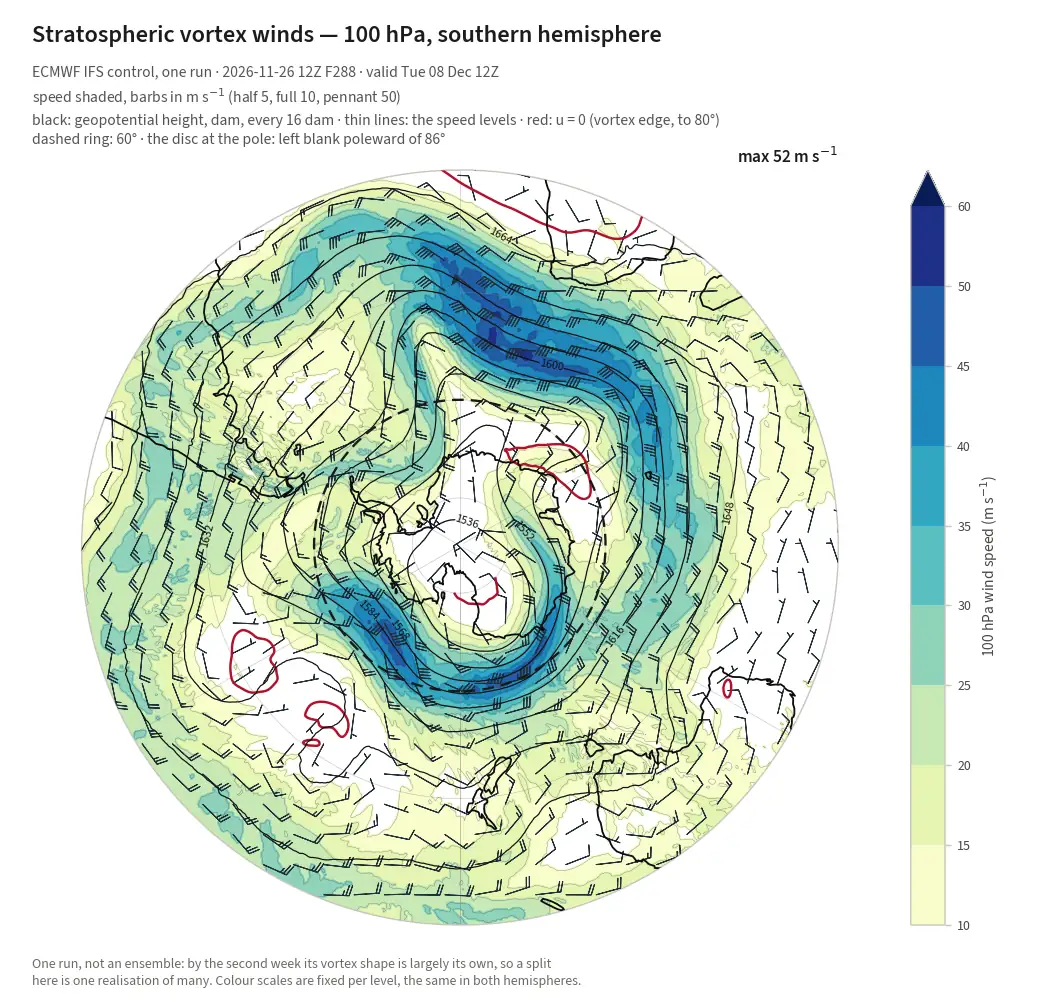 Stratospheric vortex winds — 100 hPa, southern hemisphere
ECMWF IFS control, one run · 2026-11-26 12Z F288 · valid Tue 08 Dec 12Z
speed shaded, barbs in m s⁻¹ (half 5, full 10, pennant 50)
black: geopotential height, dam, every 16 dam · thin lines: the speed levels · red: u = 0 (vortex edge, to 80°)
dashed ring: 60° · the disc at the pole: left blank poleward of 86°
max 52 m s⁻¹
1664
1600
1648
1632
1536
1552
1584
1568
1616
60
50
45
40
35
30
25
20
15
10
100 hPa wind speed (m s⁻¹)
One run, not an ensemble: by the second week its vortex shape is largely its own, so a split
here is one realisation of many. Colour scales are fixed per level, the same in both hemispheres.